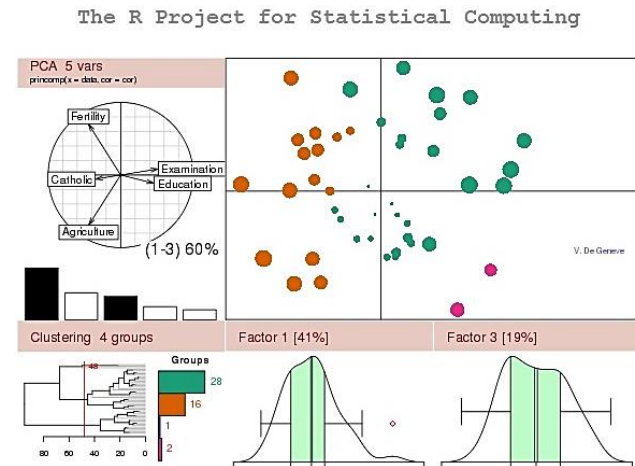 The R Project for Statistical Computing
PCA 5 vars
princomp(x = data, cor = cor)
Fertility
Catholic
Examination
Education
Agriculture
(1-3) 60%
V. De Geneve
Clustering 4 groups
Factor 1 [41%]
Factor 3 [19%]
Groups
48
28
16
1
2
80 60 40 20 0